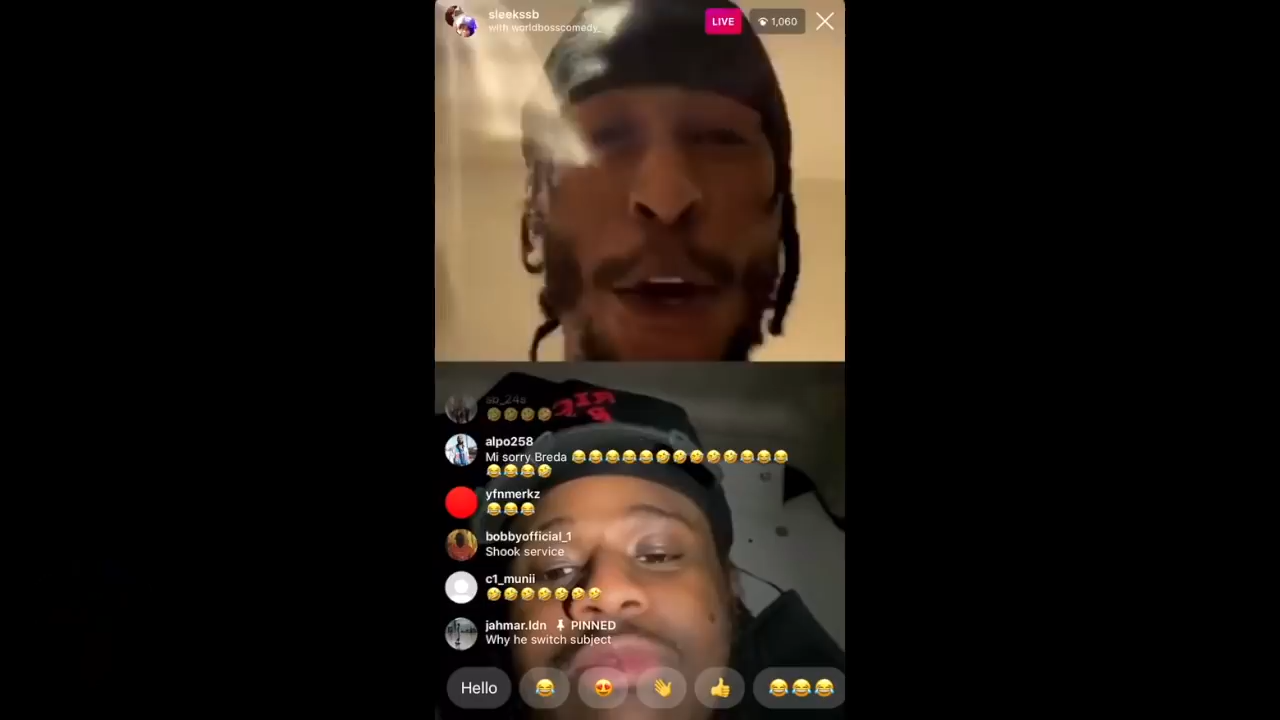 sleekssb
with worldbosscomedy_
LIVE
1,060
sb_24s
🤣🤣🤣🤣
alpo258
Mi sorry Breda 😂😂😂😂😂🤣🤣🤣🤣🤣😂😂😂
😂😂😂🤣
yfnmerkz
😂😂😂
bobbyofficial_1
Shook service
c1_munii
🤣🤣🤣🤣🤣🤣🤣
jahmar.ldn PINNED
Why he switch subject
Hello 😂 😍 👋 👍 😂😂😂